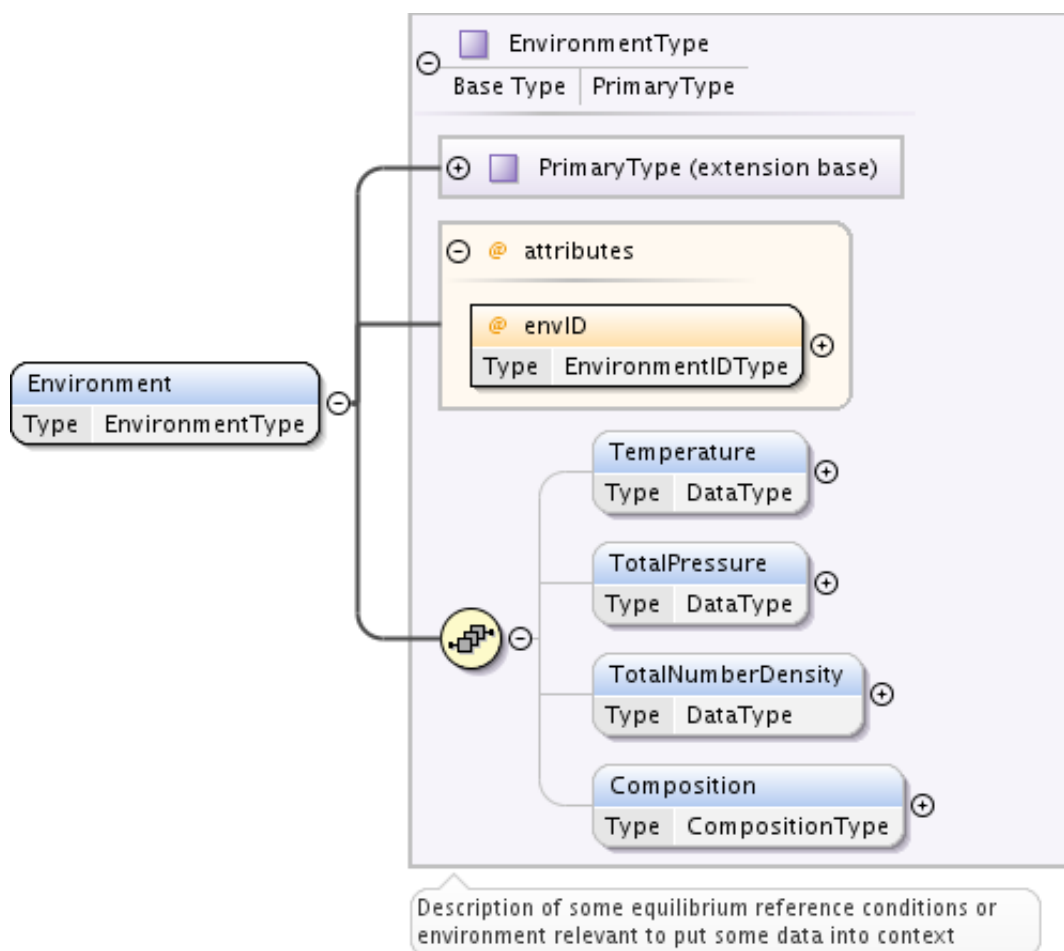 EnvironmentType
Base Type PrimaryType
PrimaryType (extension base)
@ attributes
@ envID
Type EnvironmentIDType
Environment
Type EnvironmentType
Temperature
Type DataType
TotalPressure
Type DataType
TotalNumberDensity
Type DataType
Composition
Type CompositionType
Description of some equilibrium reference conditions or
environment relevant to put some data into context